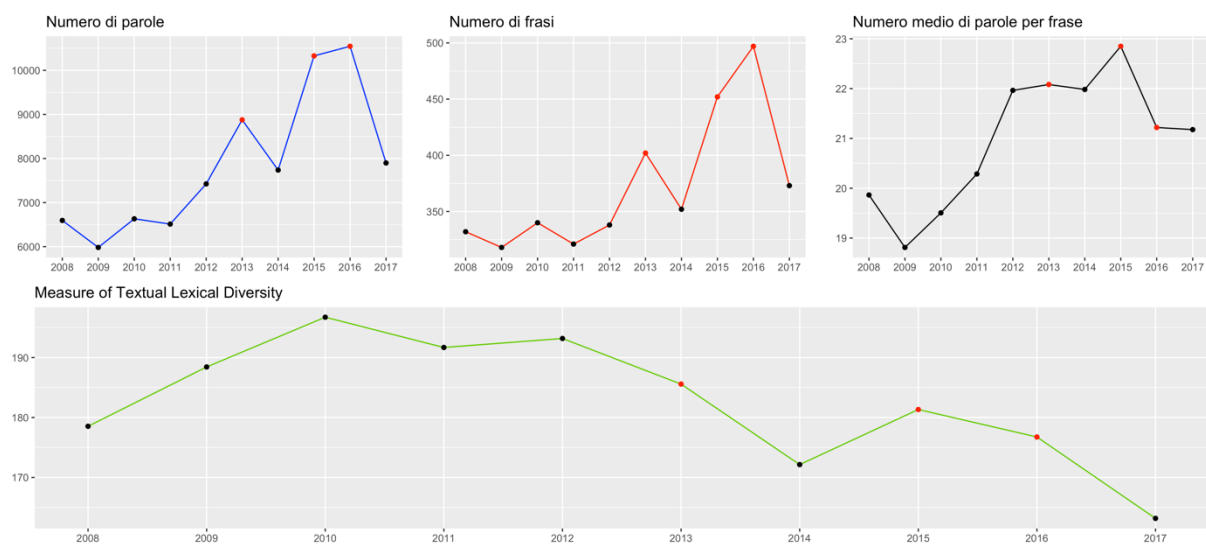 Numero di parole
10000
9000
8000
7000
6000
2008 2009 2010 2011 2012 2013 2014 2015 2016 2017
Numero di frasi
500
450
400
350
2008 2009 2010 2011 2012 2013 2014 2015 2016 2017
Numero medio di parole per frase
23
22
21
20
19
2008 2009 2010 2011 2012 2013 2014 2015 2016 2017
Measure of Textual Lexical Diversity
190
180
170
2008 2009 2010 2011 2012 2013 2014 2015 2016 2017